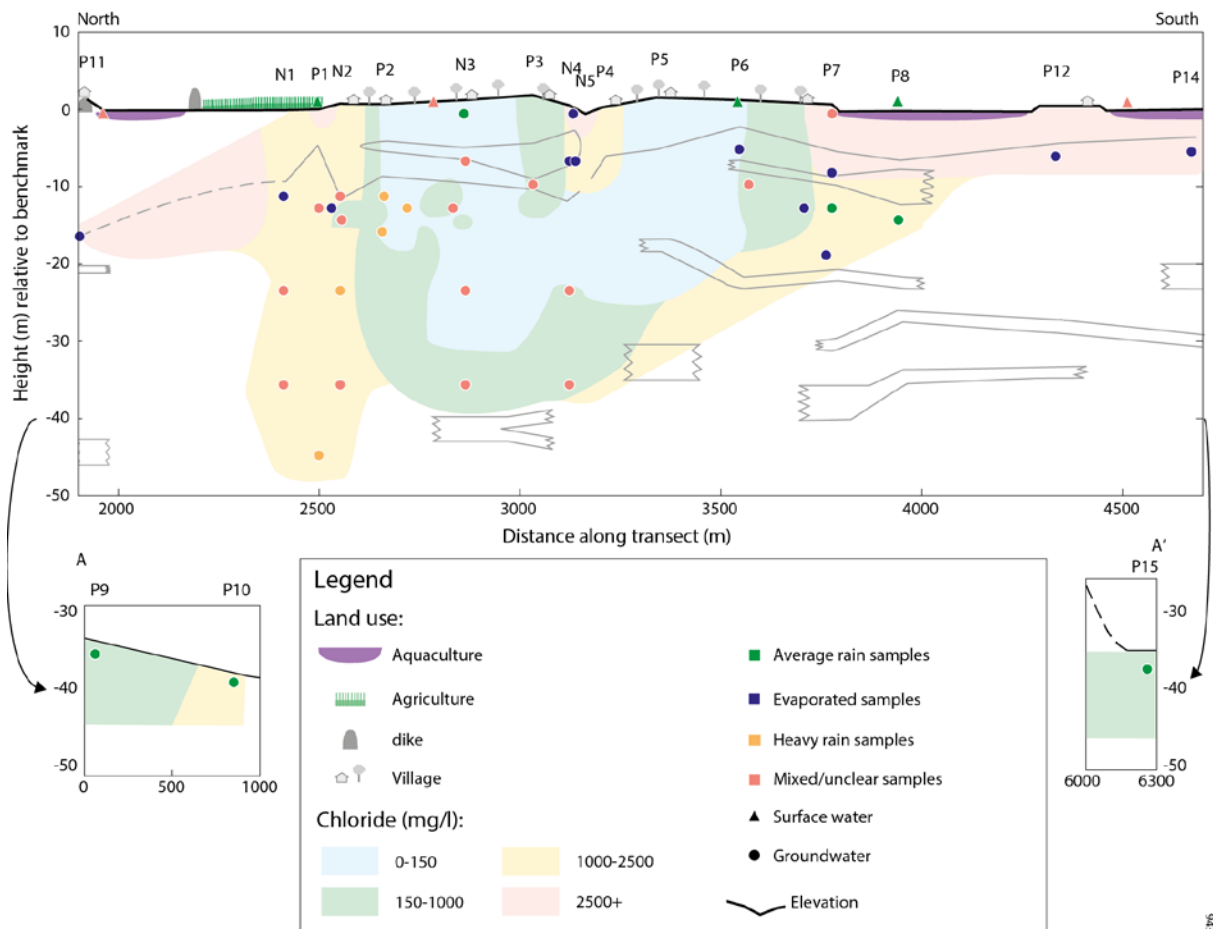 North
South
P11
N1
P1
N2
P2
N3
P3
N4
N5
P4
P5
P6
P7
P8
P12
P14
10
0
-10
-20
-30
-40
-50
Height (m) relative to benchmark
2000
2500
3000
3500
4000
4500
Distance along transect (m)
A
P9
P10
-30
-40
-50
0
500
1000
A'
P15
-30
-40
-50
6000
6300
Legend
Land use:
Aquaculture
Agriculture
dike
Village
Average rain samples
Evaporated samples
Heavy rain samples
Mixed/unclear samples
Surface water
Groundwater
Elevation
Chloride (mg/l):
0-150
150-1000
1000-2500
2500+